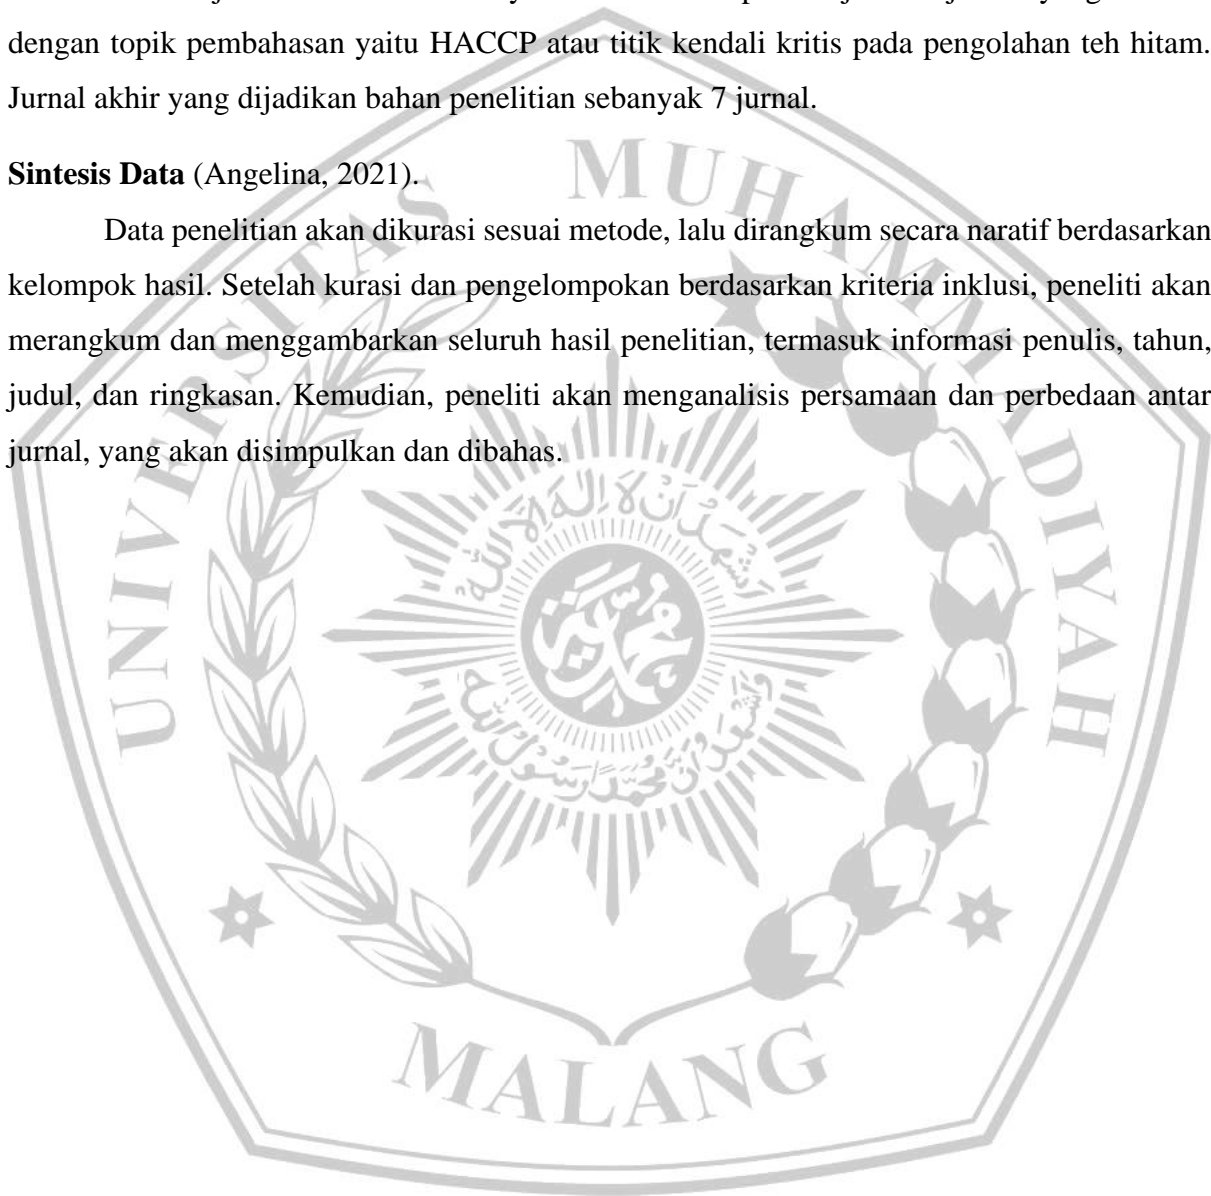 dengan topik pembahasan yaitu HACCP atau titik kendali kritis pada pengolahan teh hitam.
Jurnal akhir yang dijadikan bahan penelitian sebanyak 7 jurnal.
Sintesis Data (Angelina, 2021).
Data penelitian akan dikurasi sesuai metode, lalu dirangkum secara naratif berdasarkan
kelompok hasil. Setelah kurasi dan pengelompokan berdasarkan kriteria inklusi, peneliti akan
merangkum dan menggambarkan seluruh hasil penelitian, termasuk informasi penulis, tahun,
judul, dan ringkasan. Kemudian, peneliti akan menganalisis persamaan dan perbedaan antar
jurnal, yang akan disimpulkan dan dibahas.
UNIVERSITAS MUHAMMADIYAH
MALANG